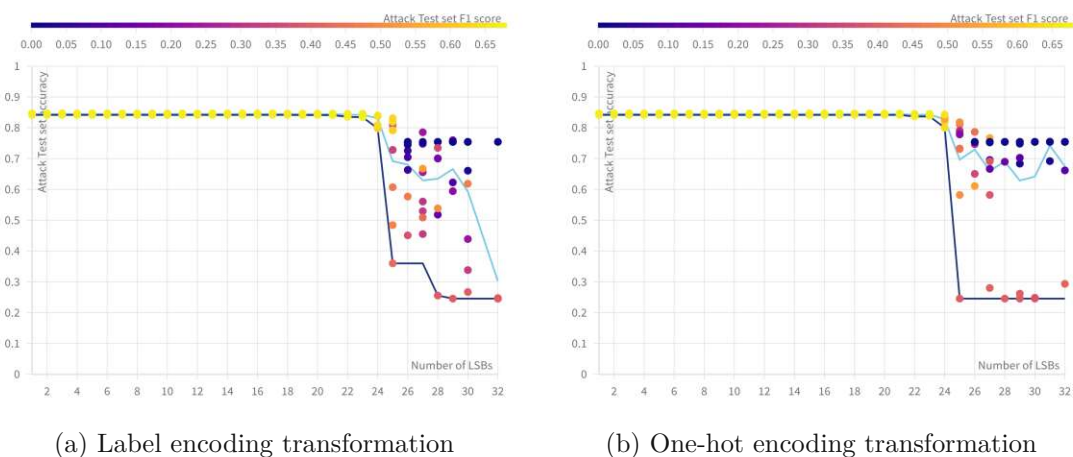 Attack Test set F1 score
0.00 0.05 0.10 0.15 0.20 0.25 0.30 0.35 0.40 0.45 0.50 0.55 0.60 0.65
1
0.9
0.8
0.7
0.6
0.5
0.4
0.3
0.2
0.1
0
Attack Test set accuracy
Number of LSBs
2 4 6 8 10 12 14 16 18 20 22 24 26 28 30 32
(a) Label encoding transformation
Attack Test set F1 score
0.00 0.05 0.10 0.15 0.20 0.25 0.30 0.35 0.40 0.45 0.50 0.55 0.60 0.65
1
0.9
0.8
0.7
0.6
0.5
0.4
0.3
0.2
0.1
0
Attack Test set accuracy
Number of LSBs
2 4 6 8 10 12 14 16 18 20 22 24 26 28 30 32
(b) One-hot encoding transformation